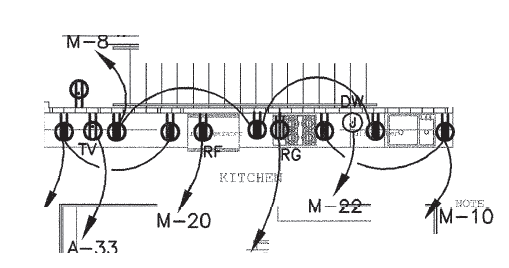 M-8
DW
TV
RF
RG
KITCHEN
M-22
NOTE
M-20
M-10
A-33